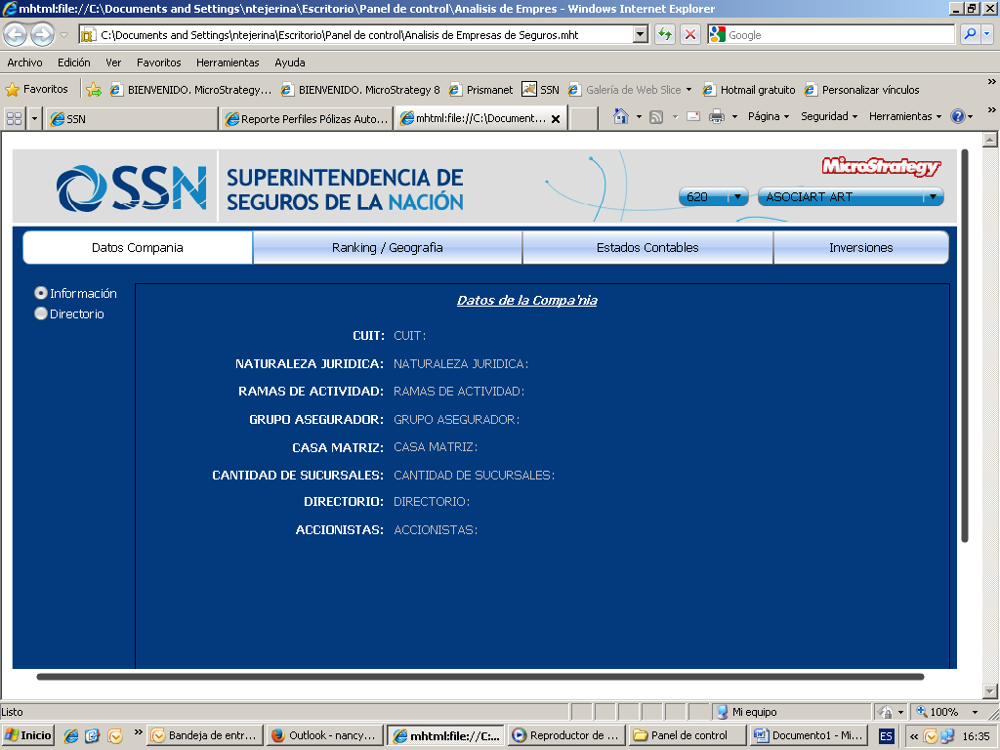 mhtml:file://C:\Documents and Settings\ntejerina\Escritorio\Panel de control\Analisis de Empres - Windows Internet Explorer
C:\Documents and Settings\ntejerina\Escritorio\Panel de control\Analisis de Empresas de Seguros.mht
Google
Archivo Edición Ver Favoritos Herramientas Ayuda
Favoritos BIENVENIDO. MicroStrategy... BIENVENIDO. MicroStrategy 8 Prismanet SSN Galería de Web Slice Hotmail gratuito Personalizar vínculos »
SSN Reporte Perfiles Pólizas Auto... mhtml:file://C:\Document... Página Seguridad Herramientas »
SSN SUPERINTENDENCIA DE
SEGUROS DE LA NACIÓN
MicroStrategy
620 ASOCIART ART
Datos Compania Ranking / Geografia Estados Contables Inversiones
Información
Directorio
Datos de la Compa'nia
CUIT: CUIT:
NATURALEZA JURIDICA: NATURALEZA JURIDICA:
RAMAS DE ACTIVIDAD: RAMAS DE ACTIVIDAD:
GRUPO ASEGURADOR: GRUPO ASEGURADOR:
CASA MATRIZ: CASA MATRIZ:
CANTIDAD DE SUCURSALES: CANTIDAD DE SUCURSALES:
DIRECTORIO: DIRECTORIO:
ACCIONISTAS: ACCIONISTAS:
Listo Mi equipo 100%
Inicio » Bandeja de entr... Outlook - nancy... mhtml:file://C:... Reproductor de ... Panel de control Documento1 - Mi... ES « 16:35